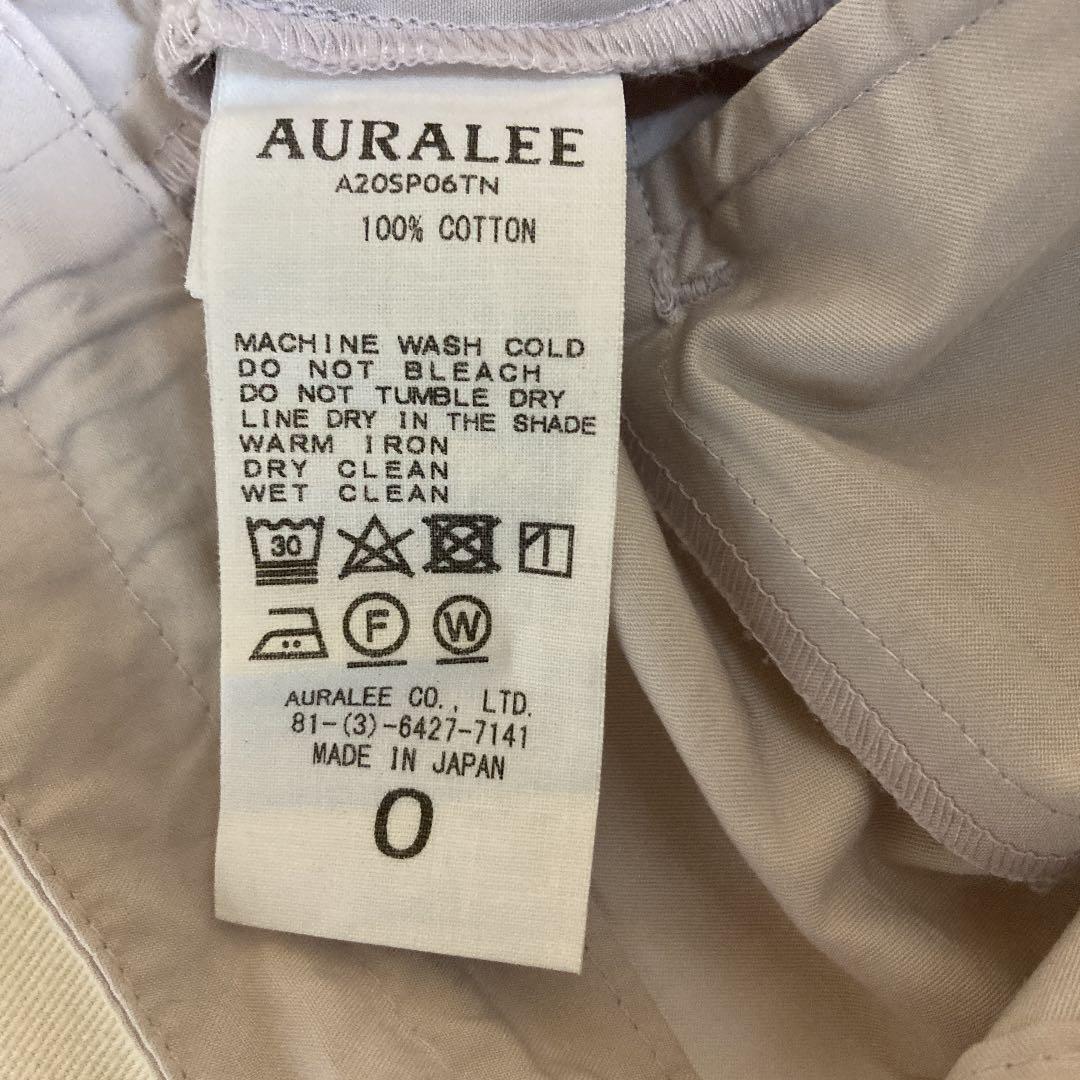 AURALEE
A20SP06TN
100% COTTON
MACHINE WASH COLD
DO NOT BLEACH
DO NOT TUMBLE DRY
LINE DRY IN THE SHADE
WARM IRON
DRY CLEAN
WET CLEAN
30
F W
AURALEE CO., LTD.
81-(3)-6427-7141
MADE IN JAPAN
0